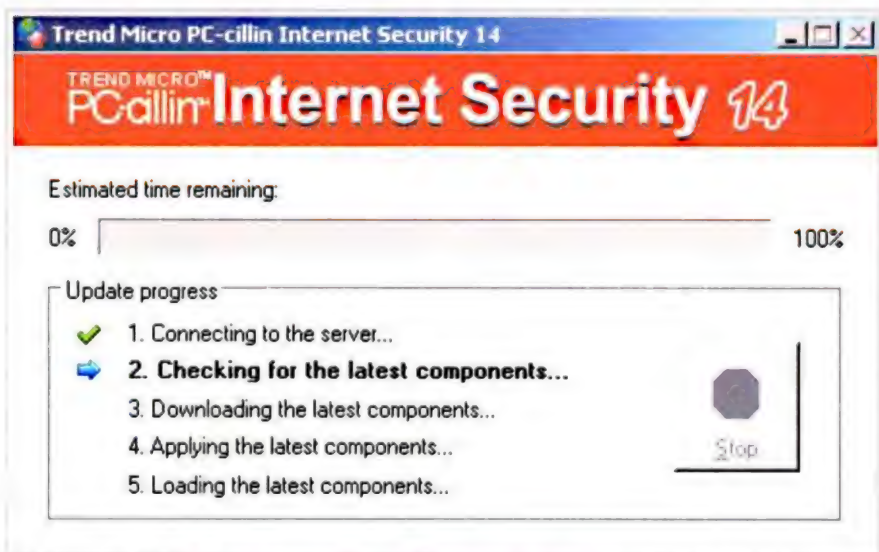 Trend Micro PC-cillin Internet Security 14
TREND MICRO™
PC-cillin™ Internet Security 14
Estimated time remaining:
0% 100%
Update progress
1. Connecting to the server...
2. Checking for the latest components...
3. Downloading the latest components...
4. Applying the latest components...
5. Loading the latest components...
Stop